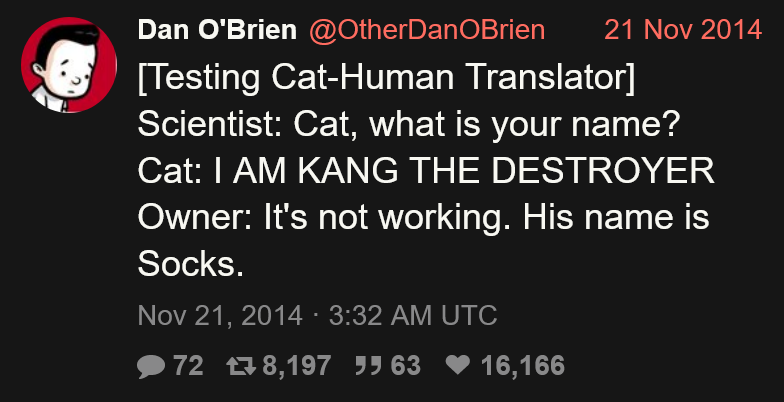 Dan O'Brien @OtherDanOBrien 21 Nov 2014
[Testing Cat-Human Translator]
Scientist: Cat, what is your name?
Cat: I AM KANG THE DESTROYER
Owner: It's not working. His name is
Socks.
Nov 21, 2014 · 3:32 AM UTC
72 8,197 63 16,166